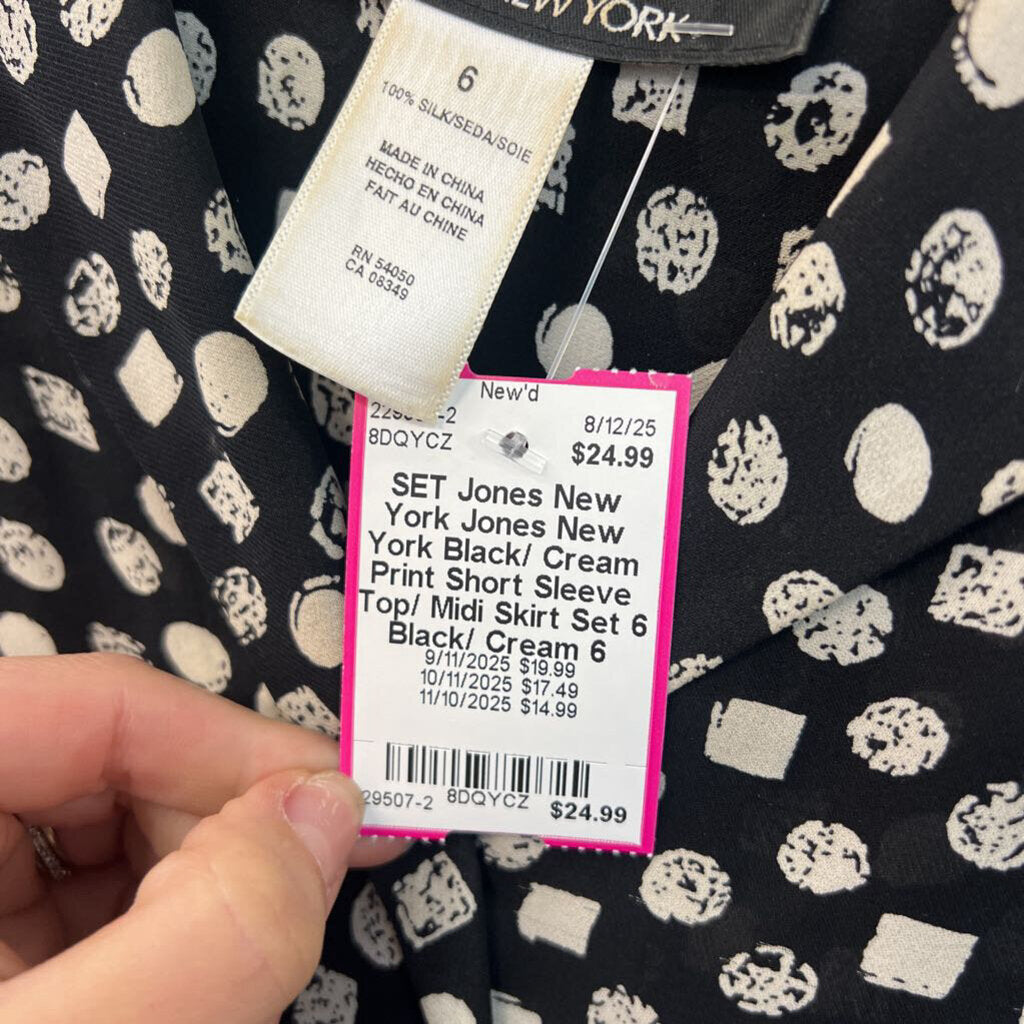 NEW YORK
6
100% SILK/SEDA/SOIE
MADE IN CHINA
HECHO EN CHINA
FAIT AU CHINE
RN 54050
CA 08349
New'd
8/12/25
8DQYCZ
$24.99
SET Jones New
York Jones New
York Black/ Cream
Print Short Sleeve
Top/ Midi Skirt Set 6
Black/ Cream 6
9/11/2025 $19.99
10/11/2025 $17.49
11/10/2025 $14.99
29507-2 8DQYCZ $24.99